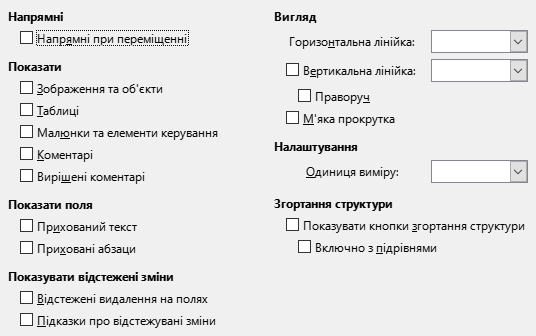 Напрямні
Напрямні при переміщенні
Показати
Зображення та об'єкти
Таблиці
Малюнки та елементи керування
Коментарі
Вирішені коментарі
Показати поля
Прихований текст
Приховані абзаци
Показувати відстежені зміни
Відстежені видалення на полях
Підказки про відстежувані зміни
Вигляд
Горизонтальна лінійка:
Вертикальна лінійка:
Праворуч
М'яка прокрутка
Налаштування
Одиниця виміру:
Згортання структури
Показувати кнопки згортання структури
Включно з підрівнями